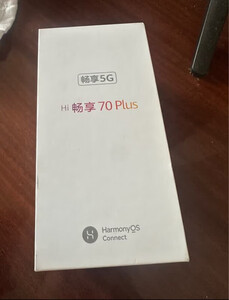 畅享5G
Hi 畅享 70 Plus
HarmonyOS
Connect